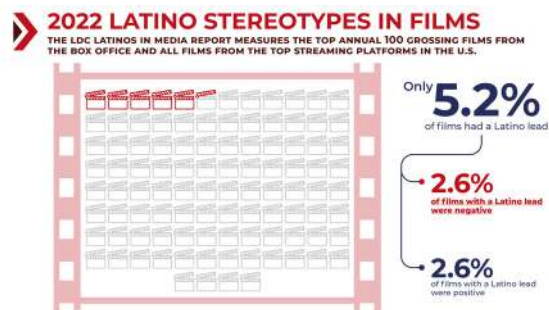 2022 LATINO STEREOTYPES IN FILMS
THE LDC LATINOS IN MEDIA REPORT MEASURES THE TOP ANNUAL 100 GROSSING FILMS FROM
THE BOX OFFICE AND ALL FILMS FROM THE TOP STREAMING PLATFORMS IN THE U.S.
Only
5.2%
of films had a Latino lead
2.6%
of films with a Latino lead
were negative
2.6%
of films with a Latino lead
were positive